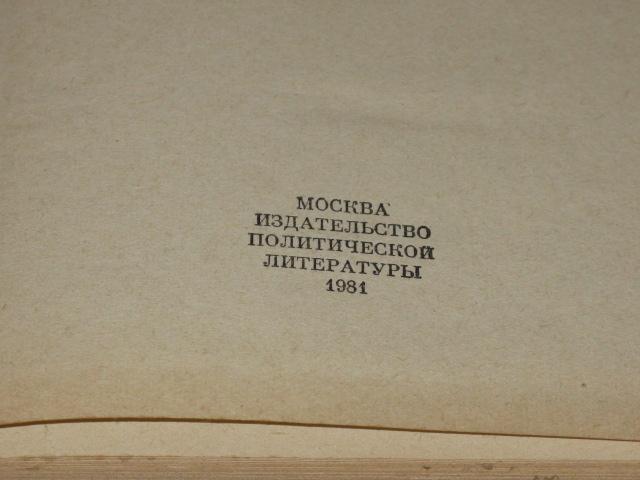 МОСКВА
ИЗДАТЕЛЬСТВО
ПОЛИТИЧЕСКОЙ
ЛИТЕРАТУРЫ
1981